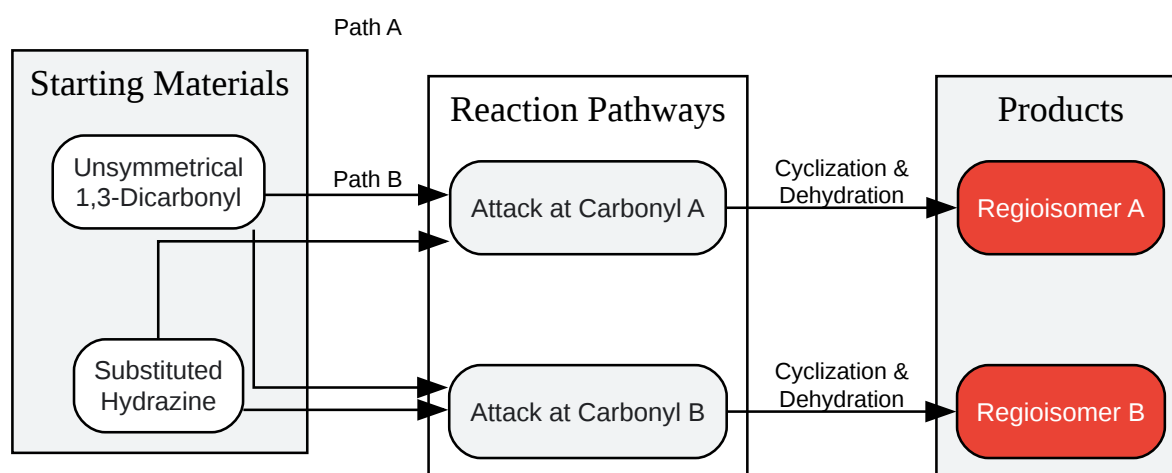 Path A
Starting Materials
Unsymmetrical
1,3-Dicarbonyl
Substituted
Hydrazine
Path B
Reaction Pathways
Attack at Carbonyl A
Attack at Carbonyl B
Cyclization &
Dehydration
Cyclization &
Dehydration
Products
Regioisomer A
Regioisomer B